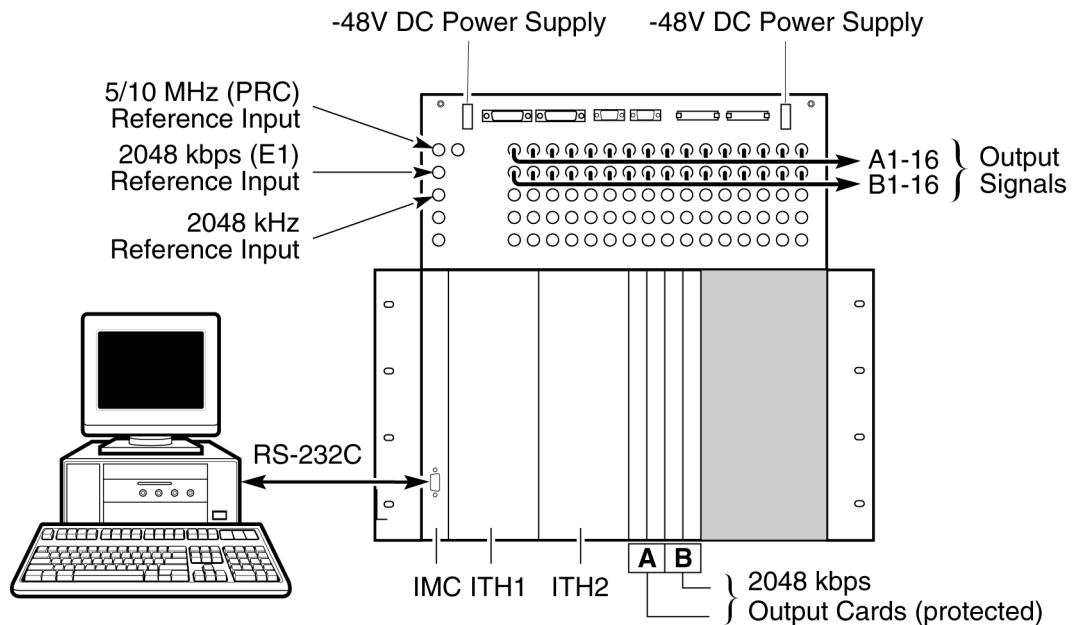 -48V DC Power Supply
-48V DC Power Supply
5/10 MHz (PRC)
Reference Input
2048 kbps (E1)
Reference Input
2048 kHz
Reference Input
A1-16
B1-16
Output
Signals
RS-232C
IMC
ITH1
ITH2
A
B
2048 kbps
Output Cards (protected)